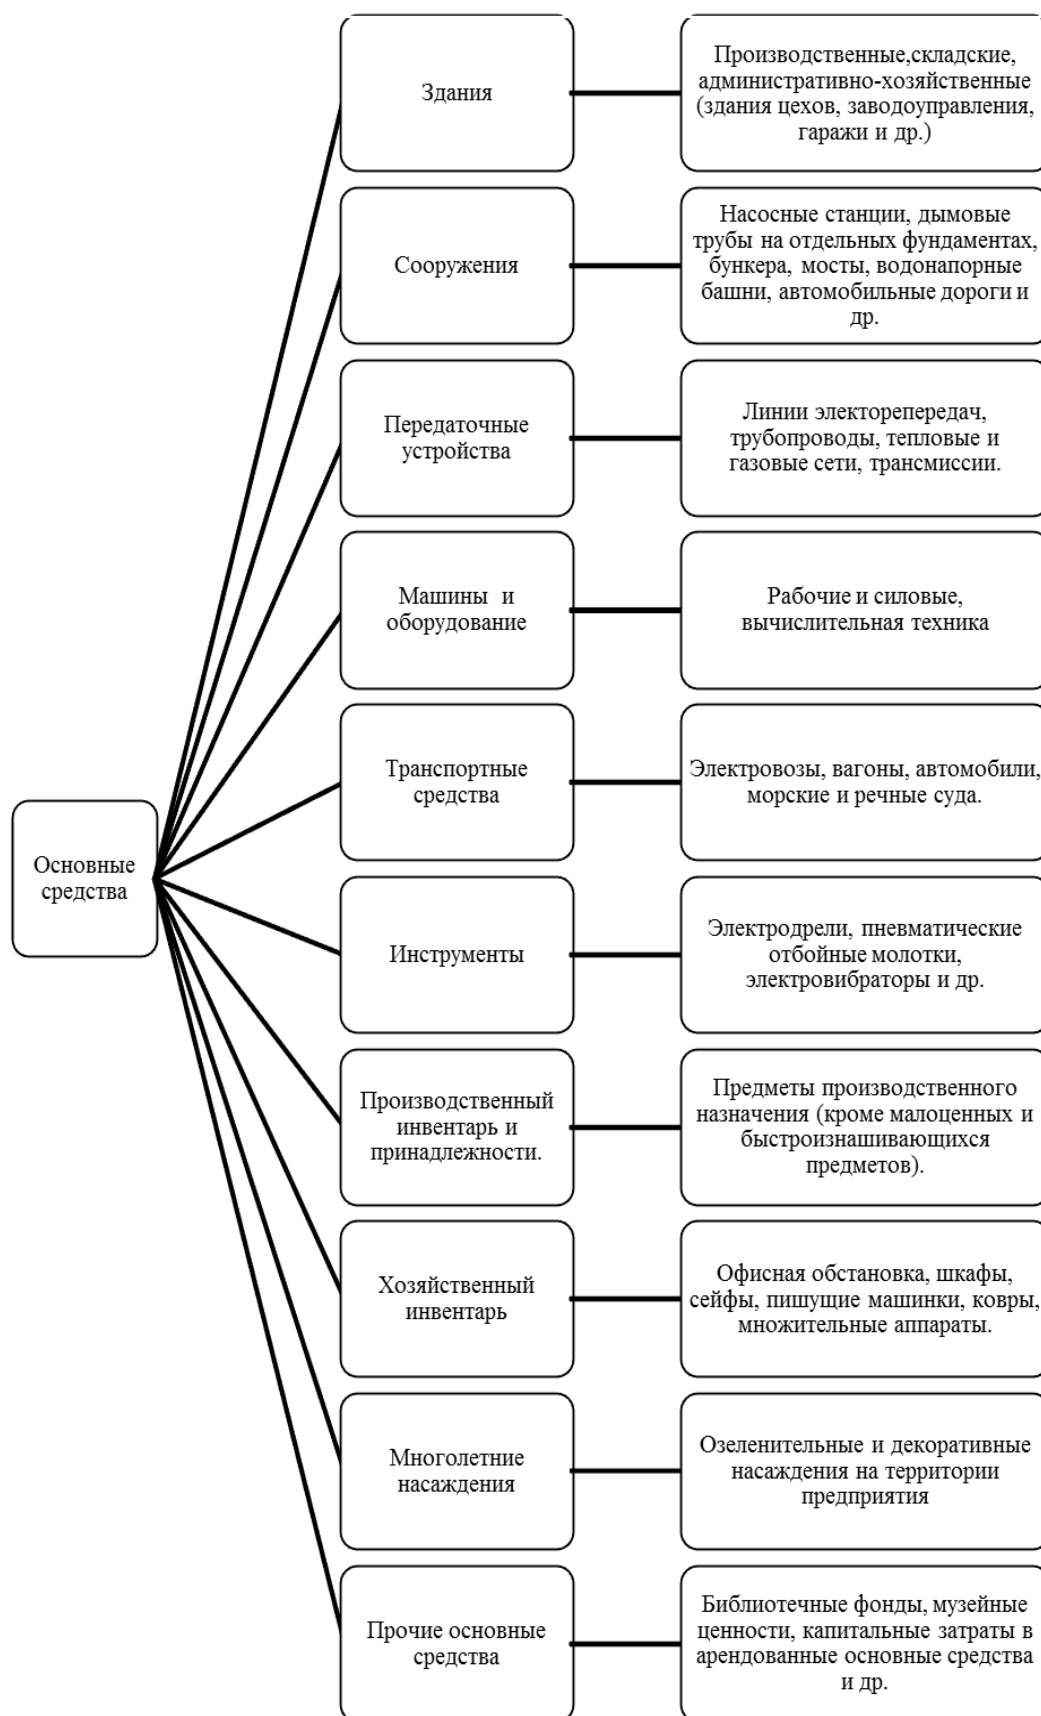 Здания
Производственные,складские,
административно-хозяйственные
(здания цехов, заводоуправления,
гаражи и др.)
Сооружения
Насосные станции, дымовые
трубы на отдельных фундаментах,
бункера, мосты, водонапорные
башни, автомобильные дороги и
др.
Передаточные
устройства
Линии электорепередач,
трубопроводы, тепловые и
газовые сети, трансмиссии.
Машины и
оборудование
Рабочие и силовые,
вычислительная техника
Транспортные
средства
Электровозы, вагоны, автомобили,
морские и речные суда.
Основные
средства
Инструменты
Электродрели, пневматические
отбойные молотки,
электровибраторы и др.
Производственный
инвентарь и
принадлежности.
Предметы производственного
назначения (кроме малоценных и
быстроизнашивающихся
предметов).
Хозяйственный
инвентарь
Офисная обстановка, шкафы,
сейфы, пишущие машинки, ковры,
множительные аппараты.
Многолетние
насаждения
Озеленительные и декоративные
насаждения на территории
предприятия
Прочие основные
средства
Библиотечные фонды, музейные
ценности, капитальные затраты в
арендованные основные средства
и др.